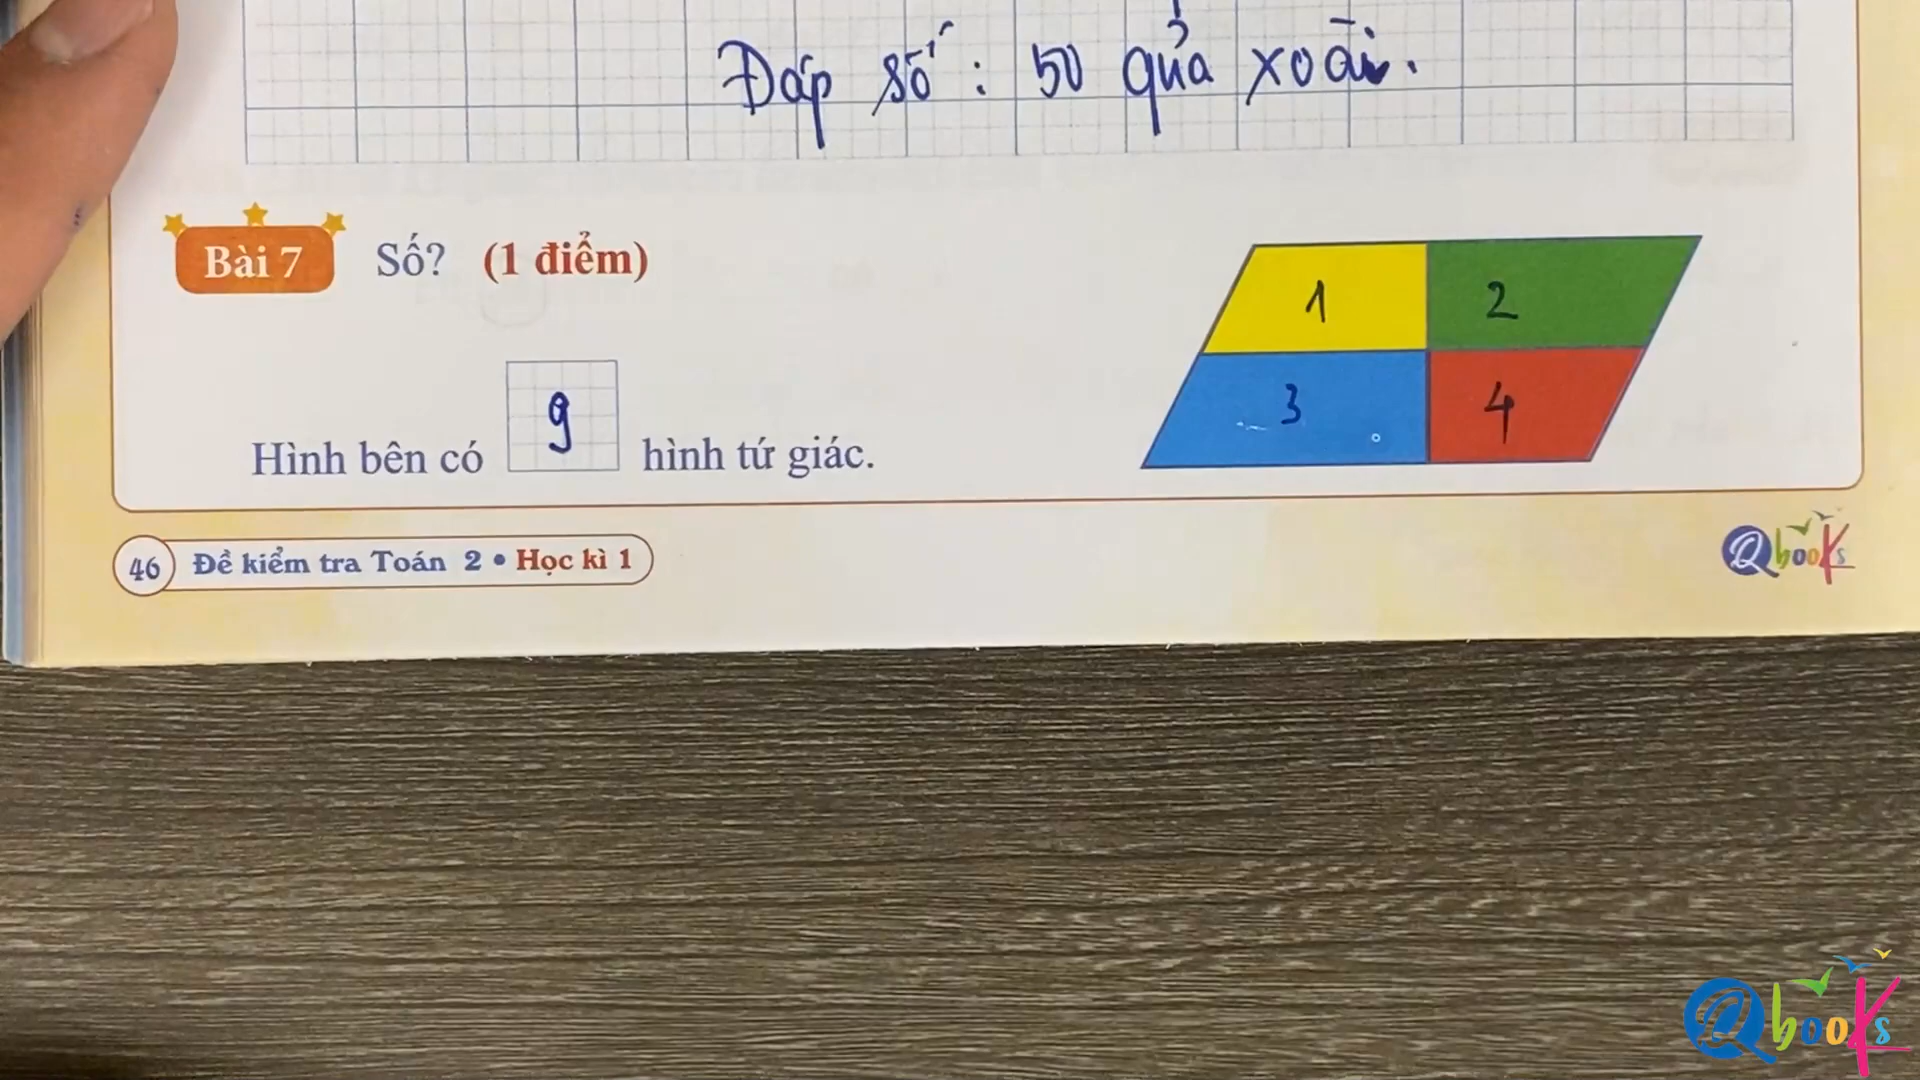 Đáp số : 50 quả xoài.
Bài 7 Số? (1 điểm)
1 2
3 4
Hình bên có 9 hình tứ giác.
46 Đề kiểm tra Toán 2 • Học kì 1
Qbooks
Qbooks